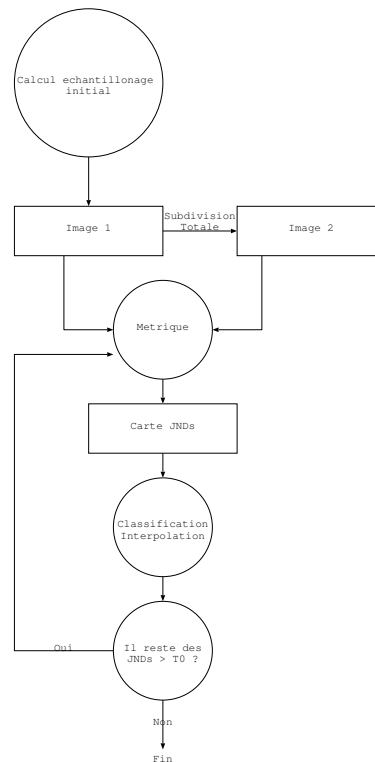 Calcul echantillonage
initial
Image 1
Subdivision
Totale
Image 2
Metrique
Carte JNDs
Classification
Interpolation
Il reste des
JNDs > T0 ?
Oui
Non
Fin